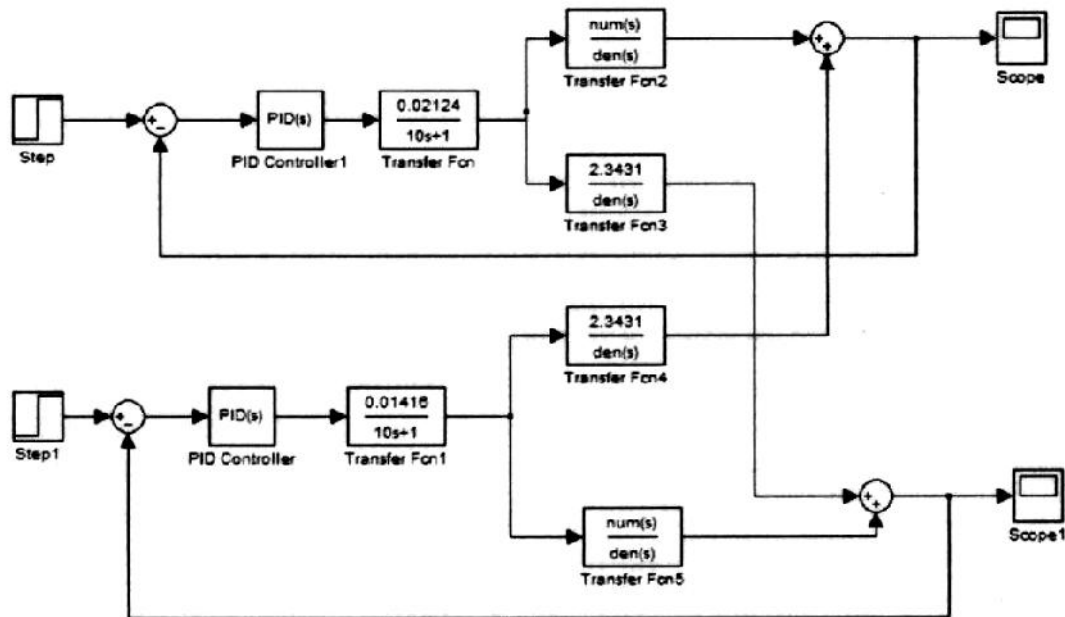 num(s)
den(s)
Transfer Fcn2
Scope
Step
PID(s)
PID Controller1
0.02124
10s+1
Transfer Fcn
2.3431
den(s)
Transfer Fcn3
2.3431
den(s)
Transfer Fcn4
Step1
PID(s)
PID Controller
0.01416
10s+1
Transfer Fcn1
num(s)
den(s)
Transfer Fcn5
Scope1